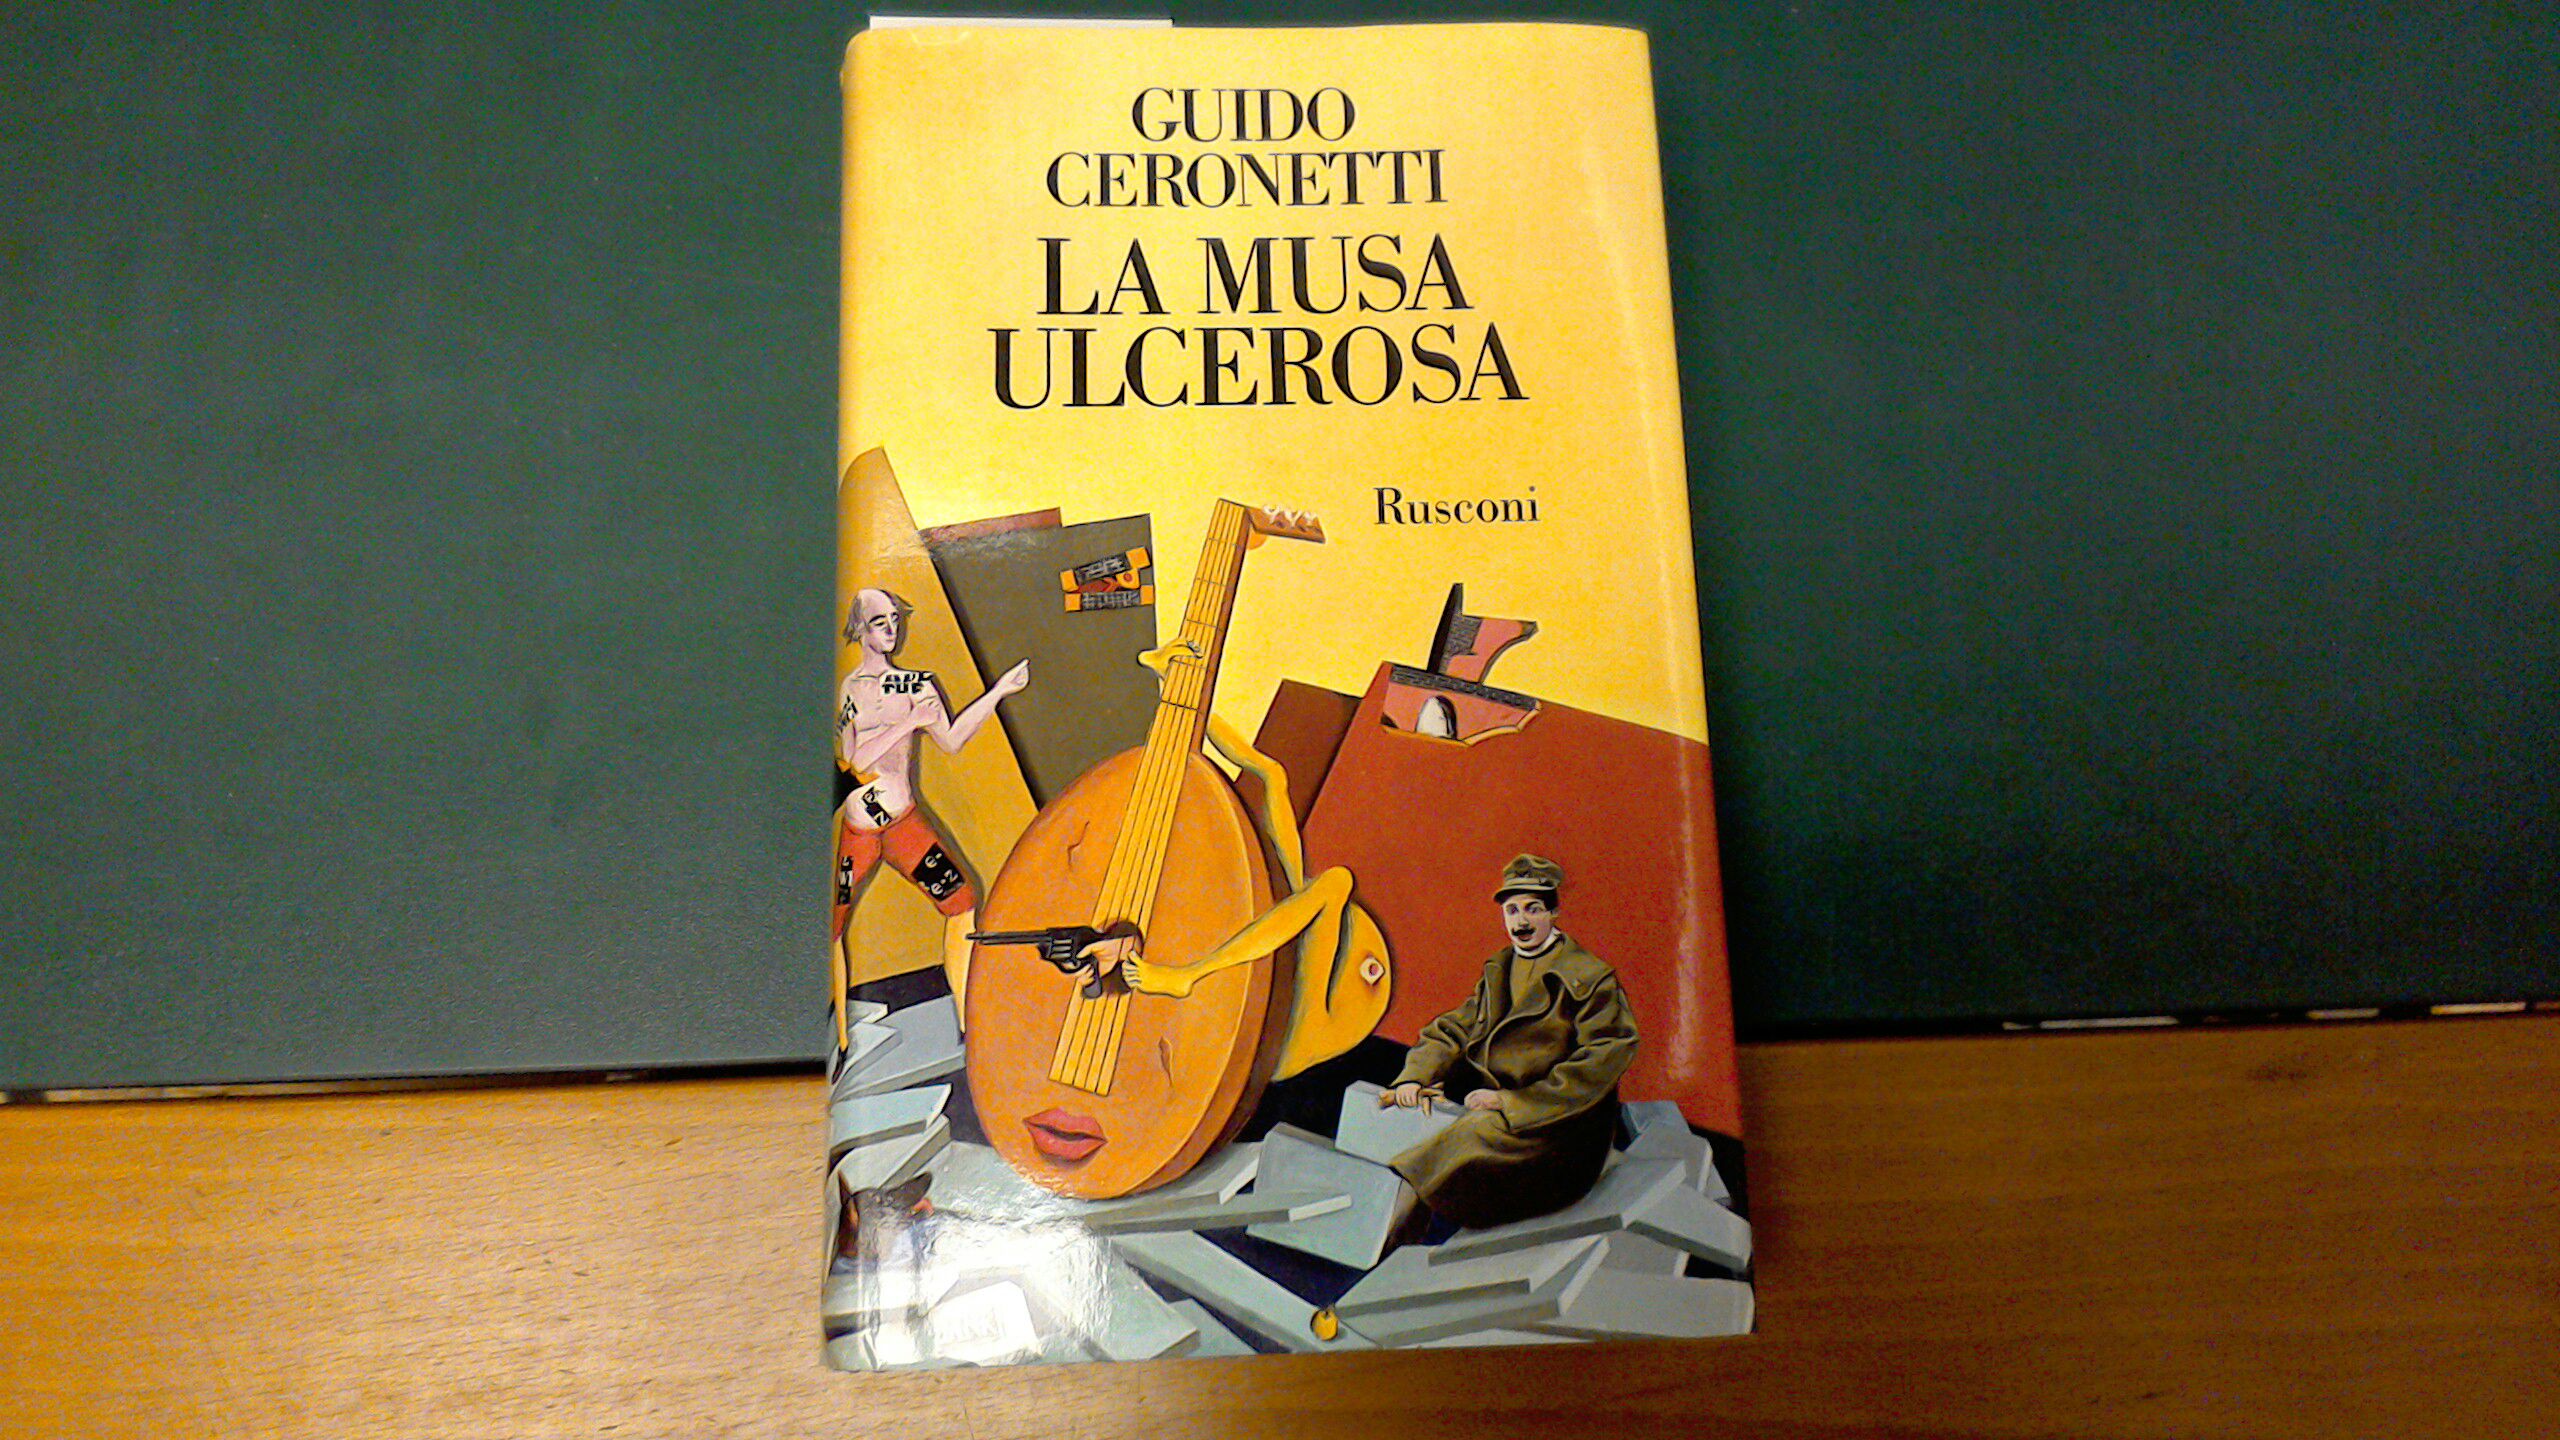 GUIDO
CERONETTI
LA MUSA
ULCEROSA
Rusconi